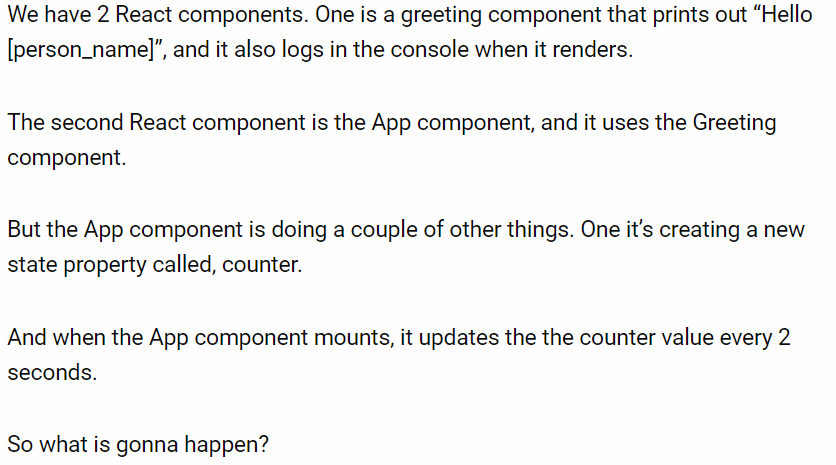 We have 2 React components. One is a greeting component that prints out “Hello
[person_name]”, and it also logs in the console when it renders.
The second React component is the App component, and it uses the Greeting
component.
But the App component is doing a couple of other things. One it’s creating a new
state property called, counter.
And when the App component mounts, it updates the the counter value every 2
seconds.
So what is gonna happen?